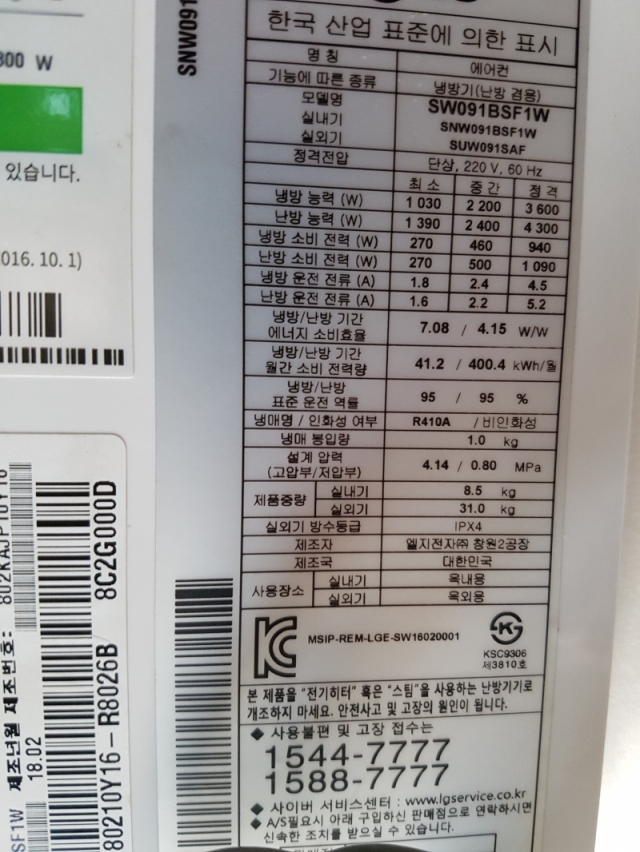 300 W
있습니다.
016. 10. 1)
SNW091
한국 산업 표준에 의한 표시
명 칭 에어컨
기능에 따른 종류 냉방기(난방 겸용)
모델명 SW091BSF1W
실내기 SNW091BSF1W
실외기 SUW091SAF
정격전압 단상, 220 V, 60 Hz
최 소 중 간 정 격
냉방 능력 (W) 1 030 2 200 3 600
난방 능력 (W) 1 390 2 400 4 300
냉방 소비 전력 (W) 270 460 940
난방 소비 전력 (W) 270 500 1 090
냉방 운전 전류 (A) 1.8 2.4 4.5
난방 운전 전류 (A) 1.6 2.2 5.2
냉방/난방 기간
에너지 소비효율 7.08 / 4.15 W/W
냉방/난방 기간
월간 소비 전력량 41.2 / 400.4 kWh/월
냉방/난방
표준 운전 역률 95 / 95 %
냉매명 / 인화성 여부 R410A / 비인화성
냉매 봉입량 1.0 kg
설계 압력
(고압부/저압부) 4.14 / 0.80 MPa
제품중량 실내기 8.5 kg
실외기 31.0 kg
실외기 방수등급 IPX4
제조자 엘지전자㈜ 창원2공장
제조국 대한민국
사용장소 실내기 옥내용
실외기 옥외용
MSIP-REM-LGE-SW16020001
KSC9306
제3810호
본 제품을 "전기히터" 혹은 "스팀"을 사용하는 난방기기로
개조하지 마세요. 안전사고 및 고장의 원인이 됩니다.
◆ 사용불편 및 고장 접수는
1544-7777
1588-7777
◆ 사이버 서비스센터 : www.lgservice.co.kr
◆ A/S필요시 아래 구입하신 판매점으로 연락하시면
신속한 조치를 받으실 수 있습니다.
802KAJP10Y16
제조년월 제조번호:
18.02
SF1W
80210Y16-R8026B
8C2G000D